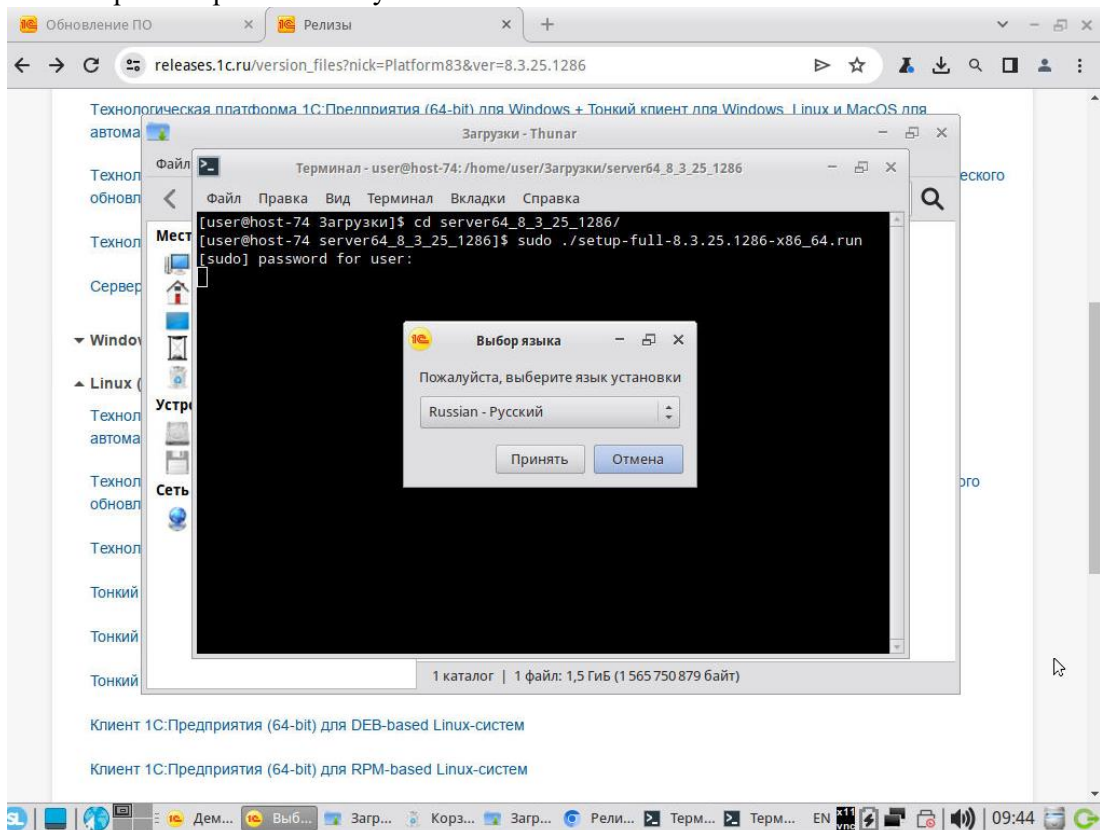 Обновление ПО
Релизы
releases.1c.ru/version_files?nick=Platform83&ver=8.3.25.1286
Технологическая платформа 1С:Предприятия (64-bit) для Windows + Тонкий клиент для Windows, Linux и MacOS для
автома
Загрузки - Thunar
Файл
Терминал - user@host-74: /home/user/Загрузки/server64_8_3_25_1286
Технол
еского
обновл
Файл Правка Вид Терминал Вкладки Справка
[user@host-74 Загрузки]$ cd server64_8_3_25_1286/
[user@host-74 server64_8_3_25_1286]$ sudo ./setup-full-8.3.25.1286-x86_64.run
[sudo] password for user:
Мест
Технол
Сервер
Выбор языка
Пожалуйста, выберите язык установки
Russian - Русский
Принять Отмена
Window
Linux (
Устро
Технол
автома
Технол
ого
Сеть
обновл
Технол
Тонкий
Тонкий
Тонкий
1 каталог | 1 файл: 1,5 ГиБ (1 565 750 879 байт)
Клиент 1С:Предприятия (64-bit) для DEB-based Linux-систем
Клиент 1С:Предприятия (64-bit) для RPM-based Linux-систем
SL Дем... Выб... Загр... Корз... Загр... Рели... Терм... Терм... EN x11 vnc 09:44